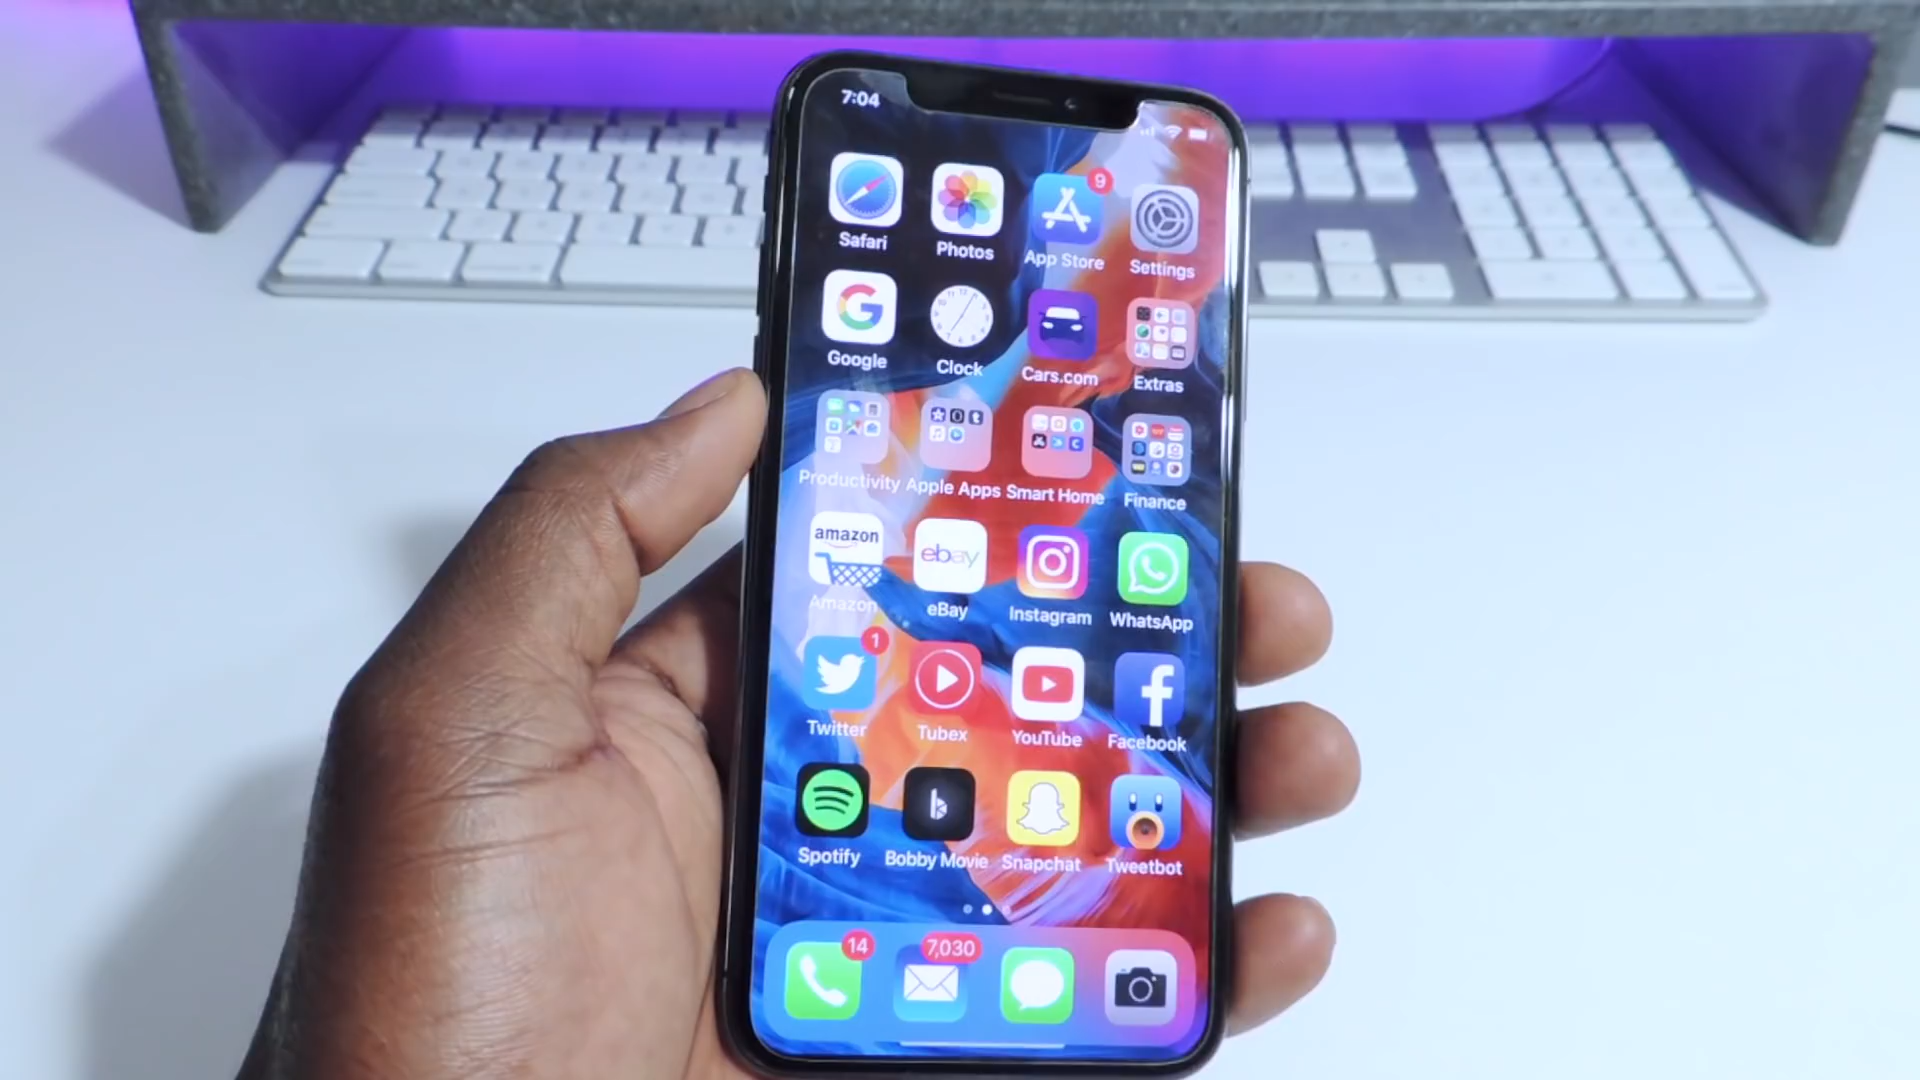 7:04
9
Safari Photos App Store Settings
Google Clock Cars.com Extras
Productivity Apple Apps Smart Home Finance
amazon ebay
Amazon eBay Instagram WhatsApp
1
Twitter Tubex YouTube Facebook
Spotify Bobby Movie Snapchat Tweetbot
14 7,030